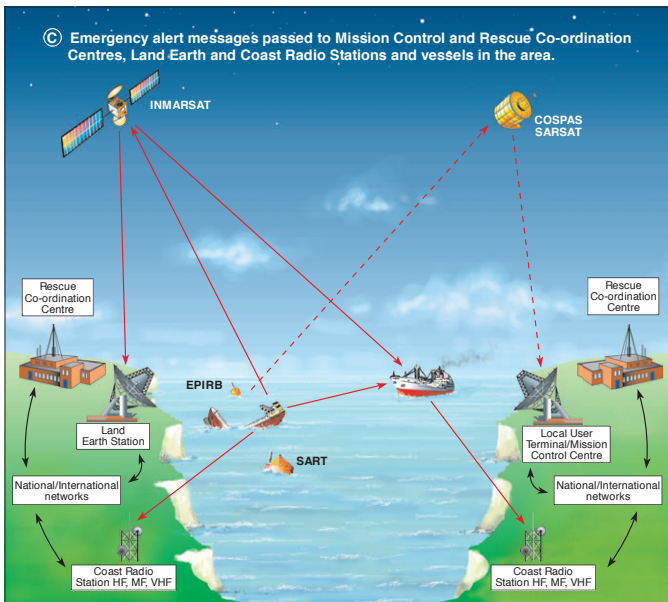 Ⓒ Emergency alert messages passed to Mission Control and Rescue Co-ordination
Centres, Land Earth and Coast Radio Stations and vessels in the area.
INMARSAT
COSPAS
SARSAT
Rescue
Co-ordination
Centre
Rescue
Co-ordination
Centre
EPIRB
Land
Earth Station
Local User
Terminal/Mission
Control Centre
SART
National/International
networks
National/International
networks
Coast Radio
Station HF, MF, VHF
Coast Radio
Station HF, MF, VHF